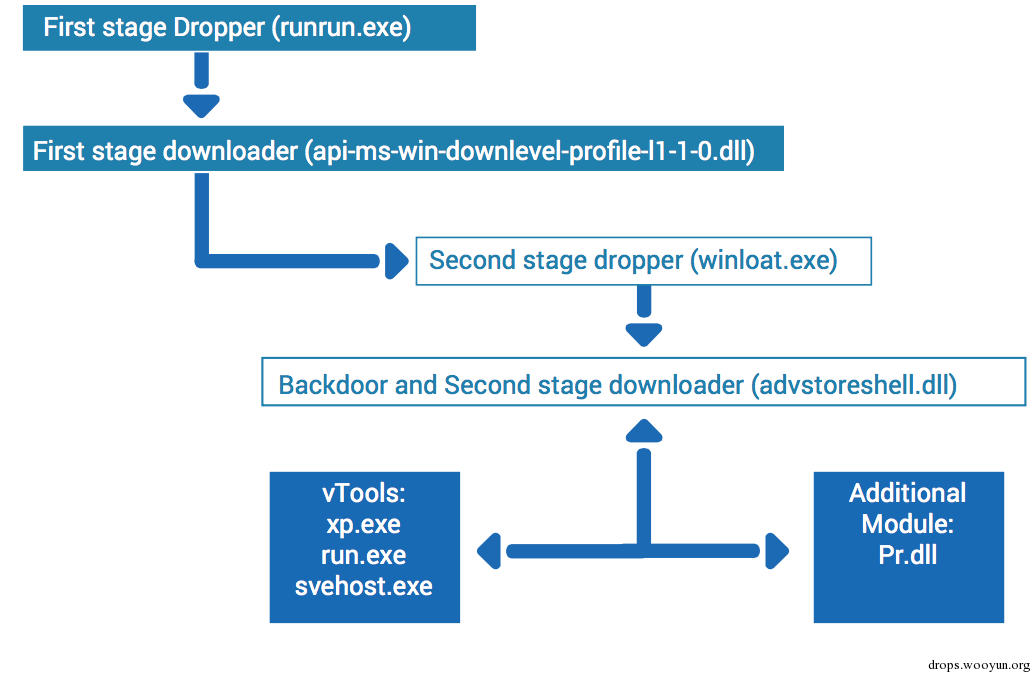 First stage Dropper (runrun.exe)
First stage downloader (api-ms-win-downlevel-profile-l1-1-0.dll)
Second stage dropper (winloat.exe)
Backdoor and Second stage downloader (advstoreshell.dll)
vTools:
xp.exe
run.exe
svehost.exe
Additional
Module:
Pr.dll
drops.wooyun.org